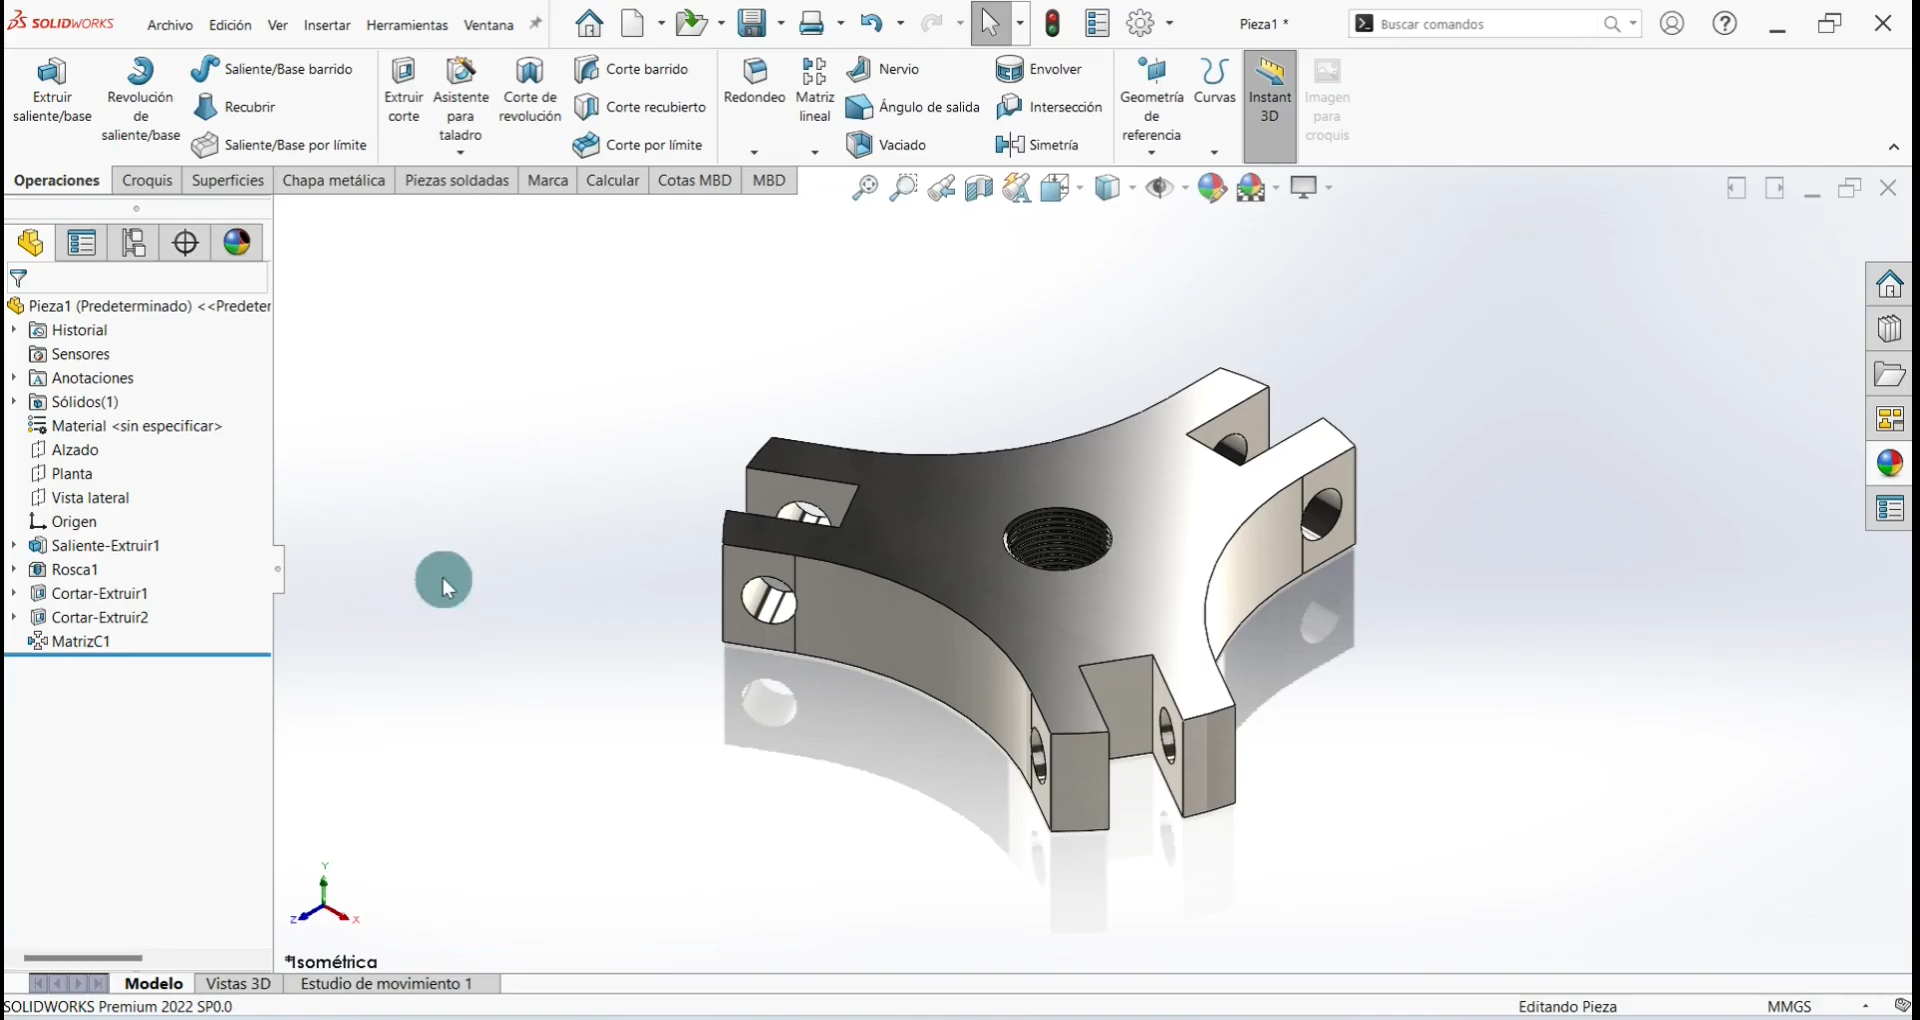 SOLIDWORKS
Archivo Edición Ver Insertar Herramientas Ventana
Pieza1 *
Buscar comandos
Extruir saliente/base
Revolución de saliente/base
Saliente/Base barrido
Recubrir
Saliente/Base por límite
Extruir corte
Asistente para taladro
Corte de revolución
Corte barrido
Corte recubierto
Corte por límite
Redondeo
Matriz lineal
Nervio
Ángulo de salida
Vaciado
Envolver
Intersección
Simetría
Geometría de referencia
Curvas
Instant 3D
Imagen para croquis
Operaciones Croquis Superficies Chapa metálica Piezas soldadas Marca Calcular Cotas MBD MBD
Pieza1 (Predeterminado) <<Predeter
Historial
Sensores
Anotaciones
Sólidos(1)
Material <sin especificar>
Alzado
Planta
Vista lateral
Origen
Saliente-Extruir1
Rosca1
Cortar-Extruir1
Cortar-Extruir2
MatrizC1
Y
Z
X
*Isométrica
Modelo Vistas 3D Estudio de movimiento 1
SOLIDWORKS Premium 2022 SP0.0
Editando Pieza
MMGS